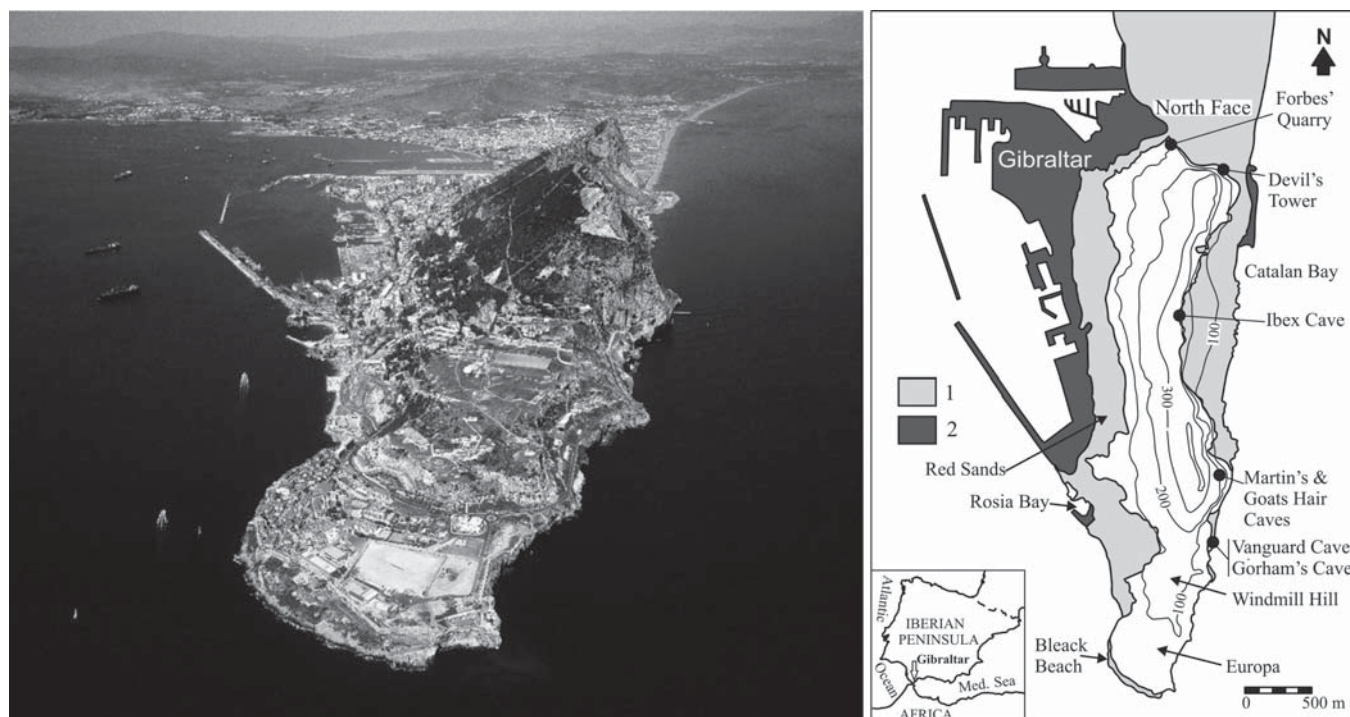 N
North Face
Forbes'
Quarry
Gibraltar
Devil's
Tower
Catalan Bay
Ibex Cave
100
300
1
2
Red Sands
Rosia Bay
200
Martin's &
Goats Hair
Caves
Vanguard Cave
Gorham's Cave
Windmill Hill
100
Bleack
Beach
Europa
0 500 m
Atlantic
Ocean
IBERIAN
PENINSULA
Gibraltar
Med. Sea
AFRICA